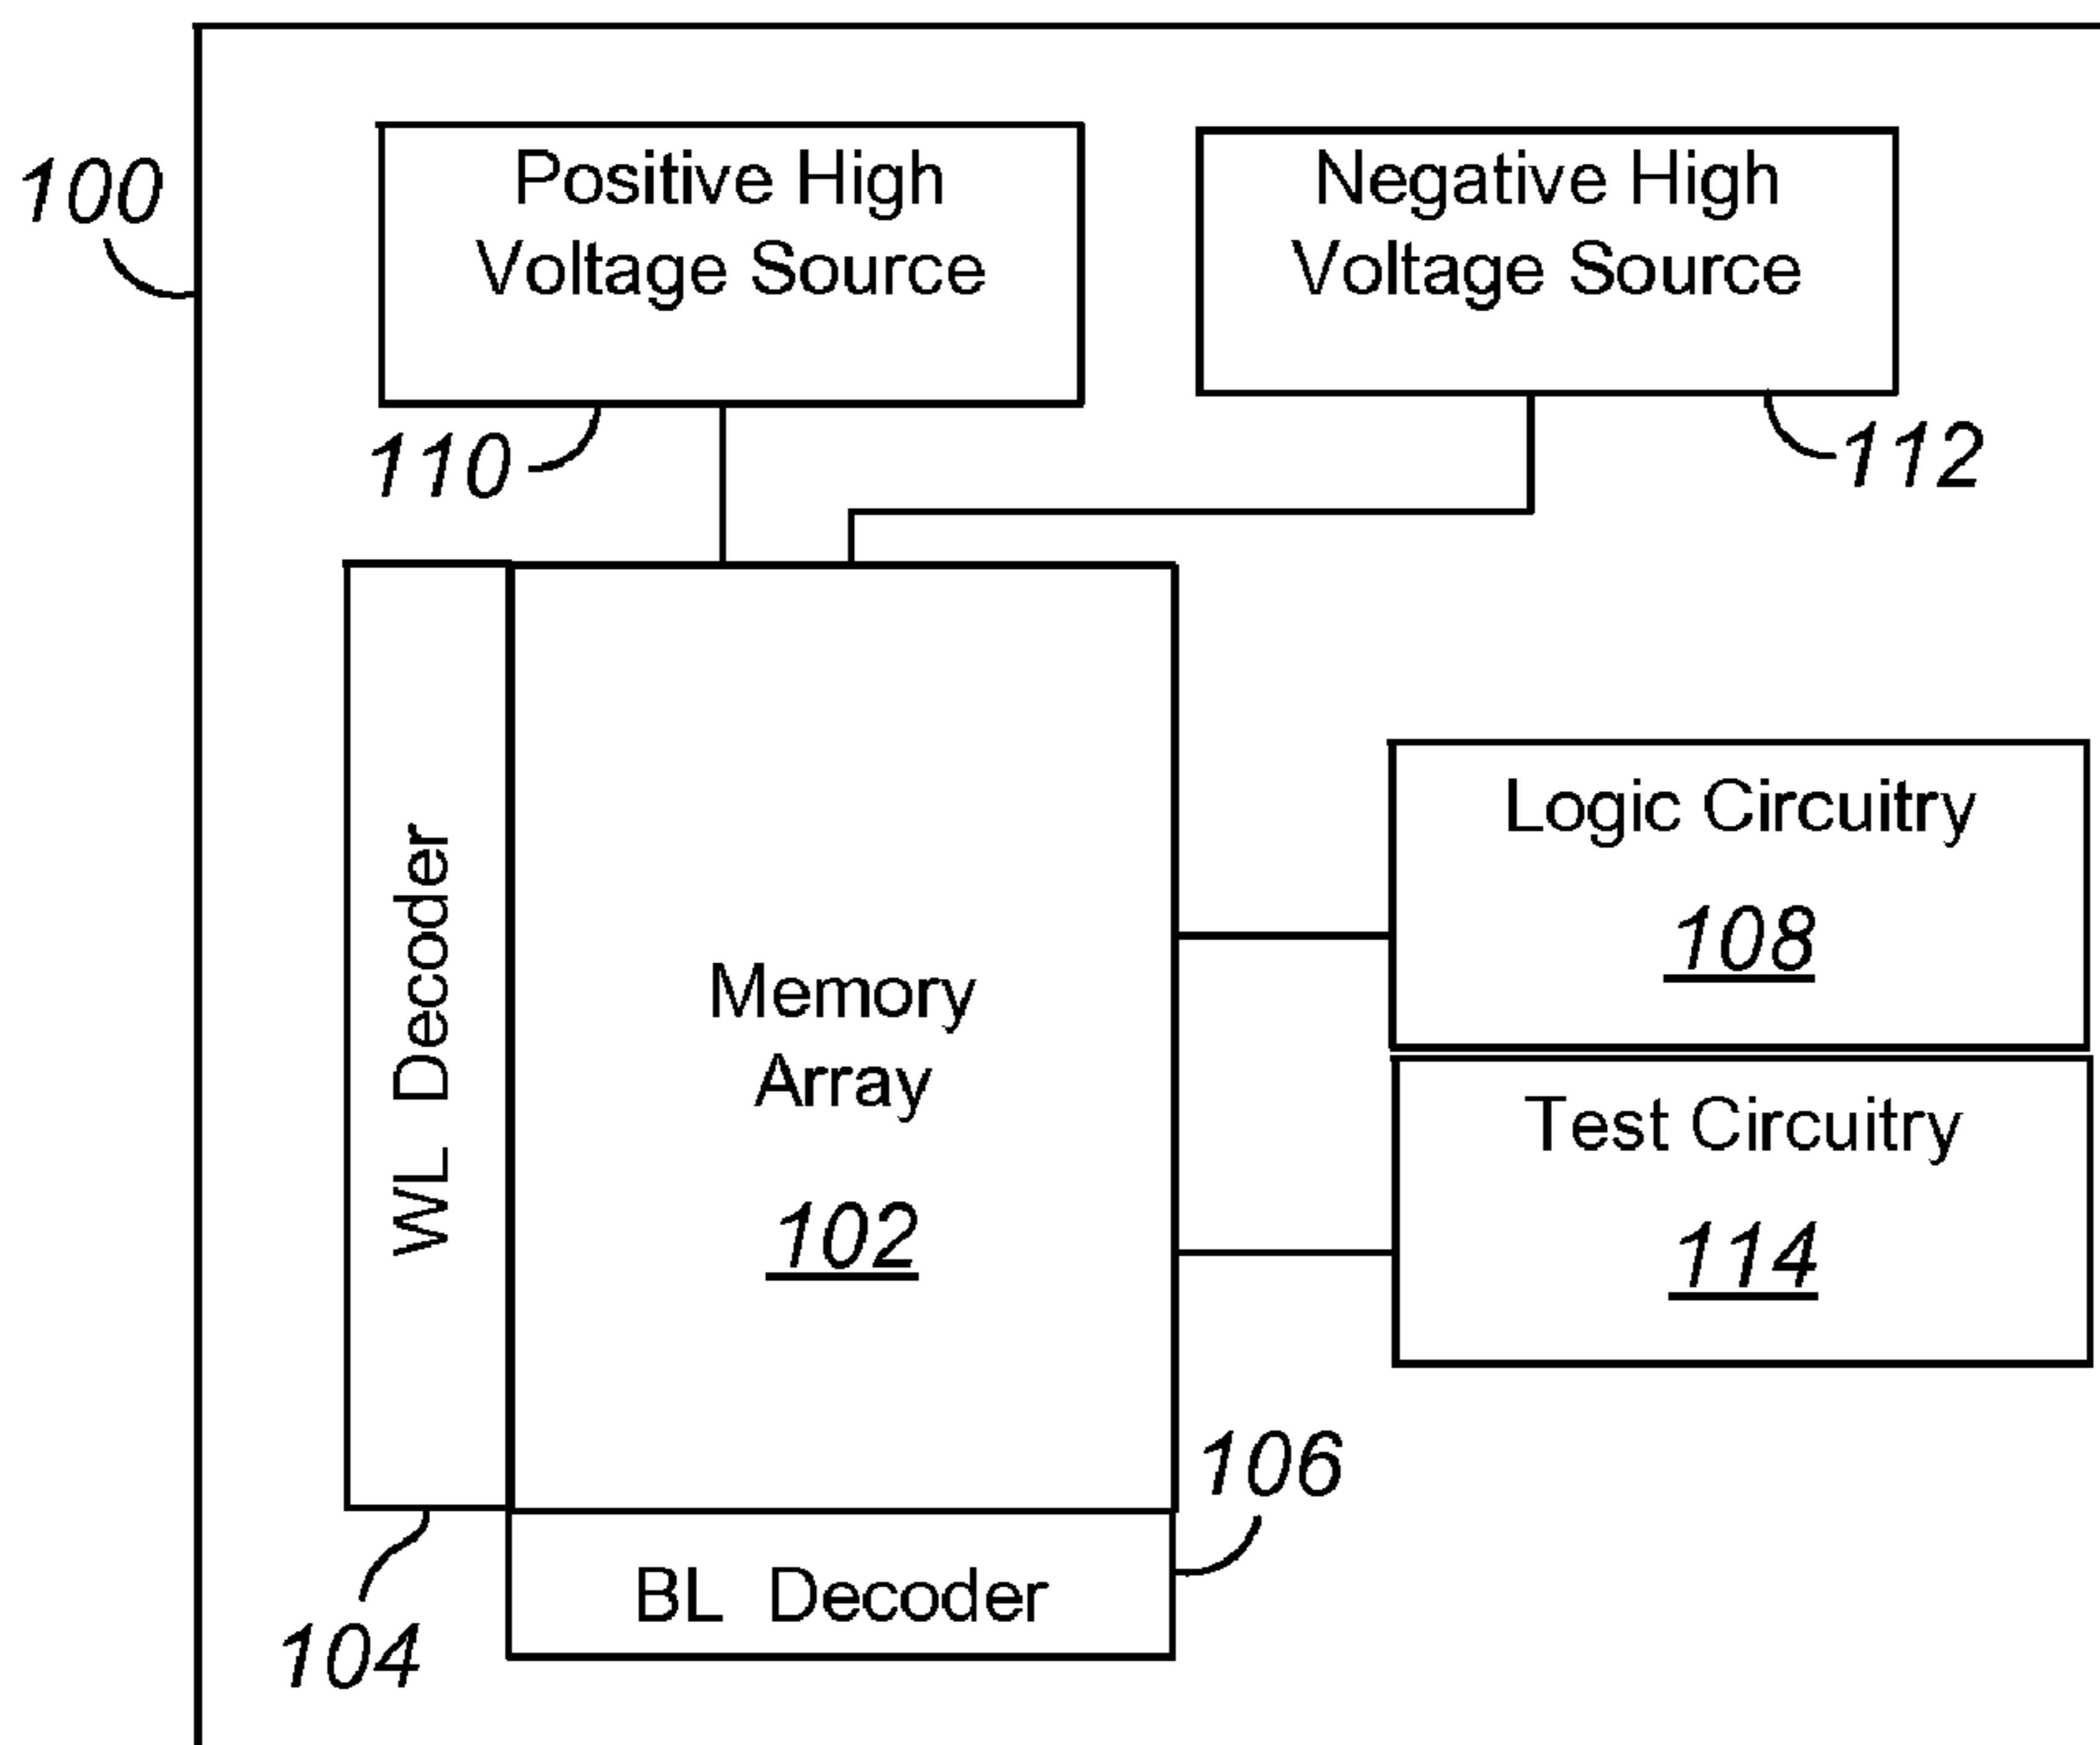 100
Positive High
Voltage Source
Negative High
Voltage Source
110
112
WL Decoder
Memory
Array
102
Logic Circuitry
108
Test Circuitry
114
106
BL Decoder
104